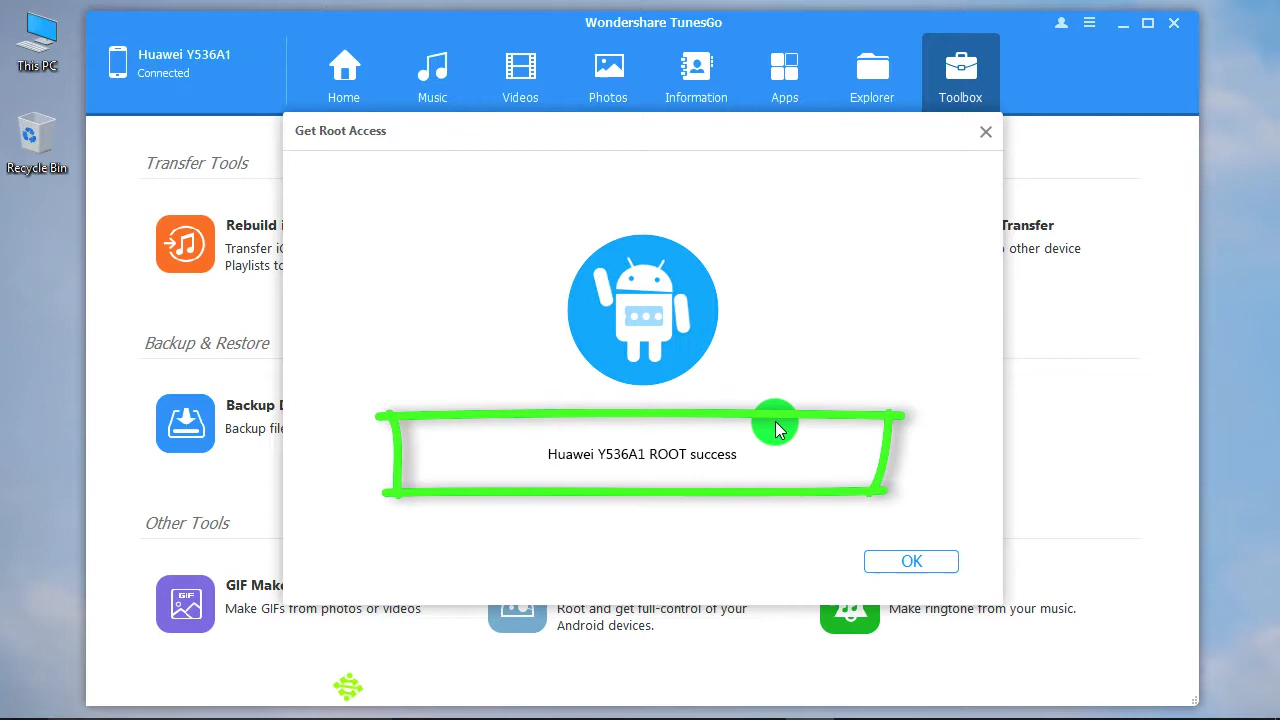 This PC
Recycle Bin
Wondershare TunesGo
Huawei Y536A1
Connected
Home
Music
Videos
Photos
Information
Apps
Explorer
Toolbox
Get Root Access
Transfer Tools
Rebuild i
Transfer iC
Playlists to
Transfer
o other device
Huawei Y536A1 ROOT success
OK
Backup & Restore
Backup D
Backup file
Other Tools
GIF Make
Make GIFs from photos or videos
GIF
Root and get full-control of your
Android devices.
Make ringtone from your music.